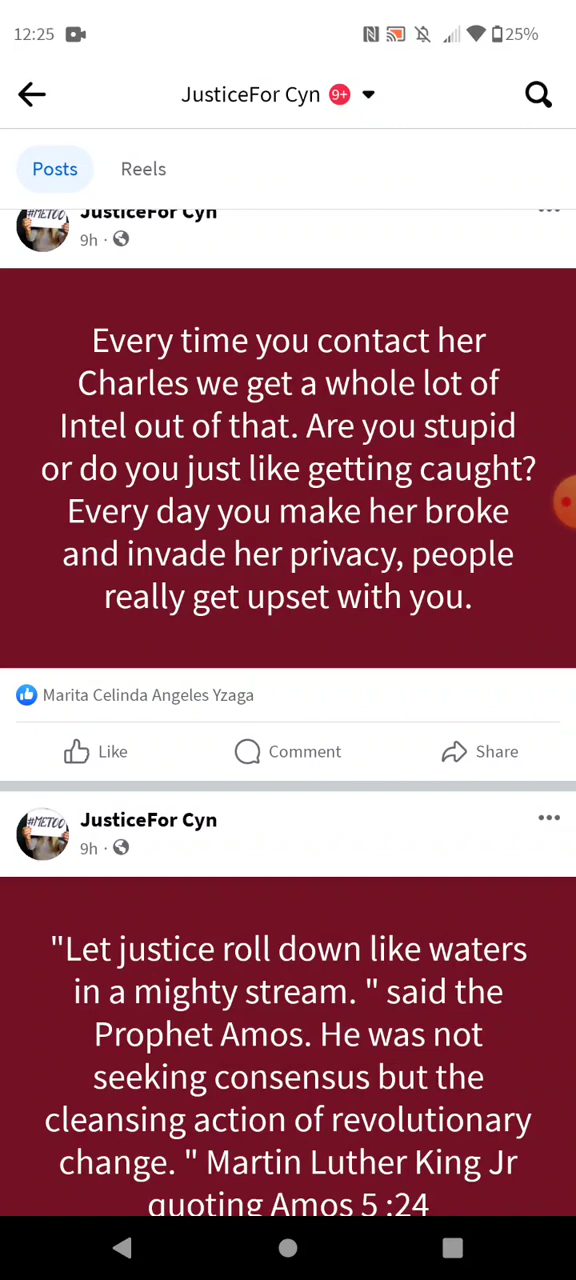 12:25
25%
JusticeFor Cyn 9+
Posts Reels
#METOO JusticeFor Cyn
9h ·
Every time you contact her
Charles we get a whole lot of
Intel out of that. Are you stupid
or do you just like getting caught?
Every day you make her broke
and invade her privacy, people
really get upset with you.
Marita Celinda Angeles Yzaga
Like Comment Share
#METOO JusticeFor Cyn
9h ·
"Let justice roll down like waters
in a mighty stream. " said the
Prophet Amos. He was not
seeking consensus but the
cleansing action of revolutionary
change. " Martin Luther King Jr
quoting Amos 5 :24